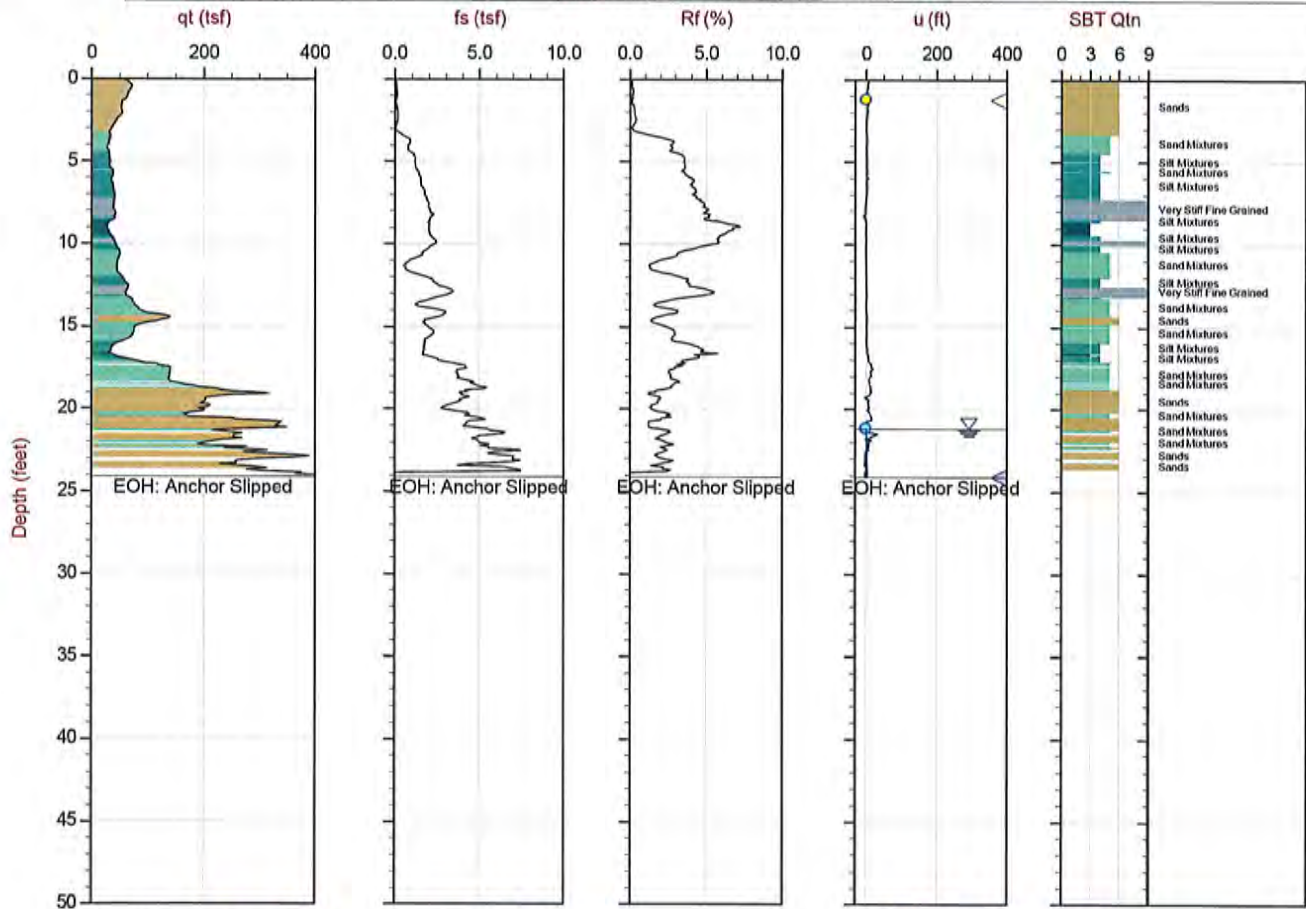 qt (tsf) fs (tsf) Rf (%) u (ft) SBT Qtn
0 200 400 0.0 5.0 10.0 0.0 5.0 10.0 0 200 400 0 3 6 9
0
5
10
15
20
25
30
35
40
45
50
Depth (feet)
Sands
Sand Mixtures
Silt Mixtures
Sand Mixtures
Silt Mixtures
Very Stiff Fine Grained
Silt Mixtures
Silt Mixtures
Silt Mixtures
Sand Mixtures
Silt Mixtures
Very Stiff Fine Grained
Sand Mixtures
Sands
Sand Mixtures
Silt Mixtures
Silt Mixtures
Sand Mixtures
Sand Mixtures
Sands
Sand Mixtures
Sand Mixtures
Sand Mixtures
Sands
Sands
EOH: Anchor Slipped EOH: Anchor Slipped EOH: Anchor Slipped EOH: Anchor Slipped